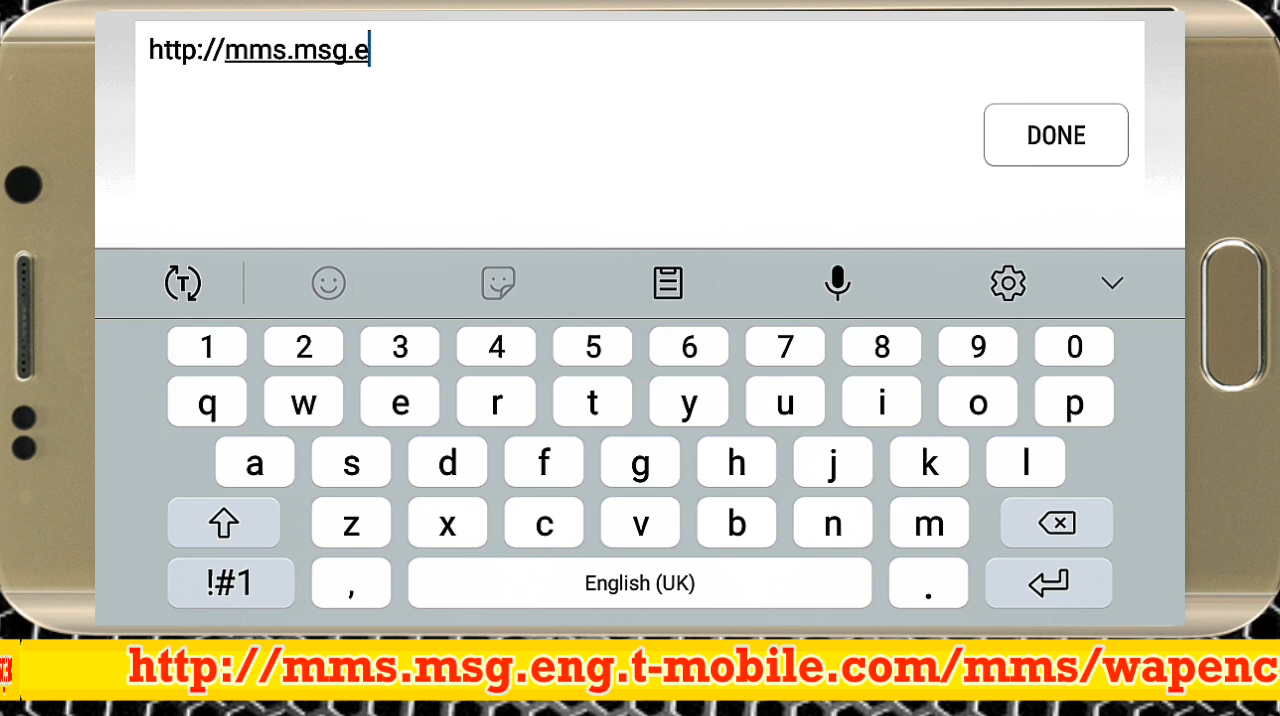 http://mms.msg.e
DONE
T
1 2 3 4 5 6 7 8 9 0
q w e r t y u i o p
a s d f g h j k l
z x c v b n m
!#1 , English (UK) .
http://mms.msg.eng.t-mobile.com/mms/wapenc